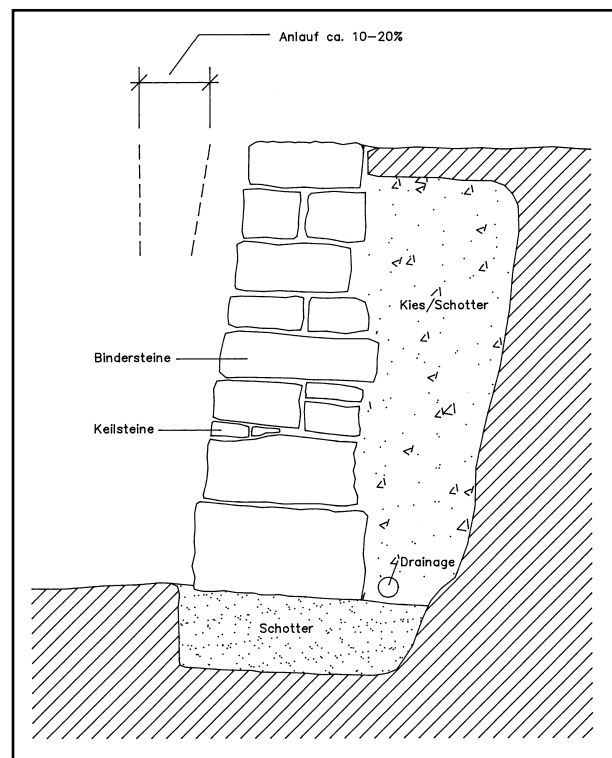 Anlauf ca. 10–20%
Kies/Schotter
Bindersteine
Keilsteine
Drainage
Schotter